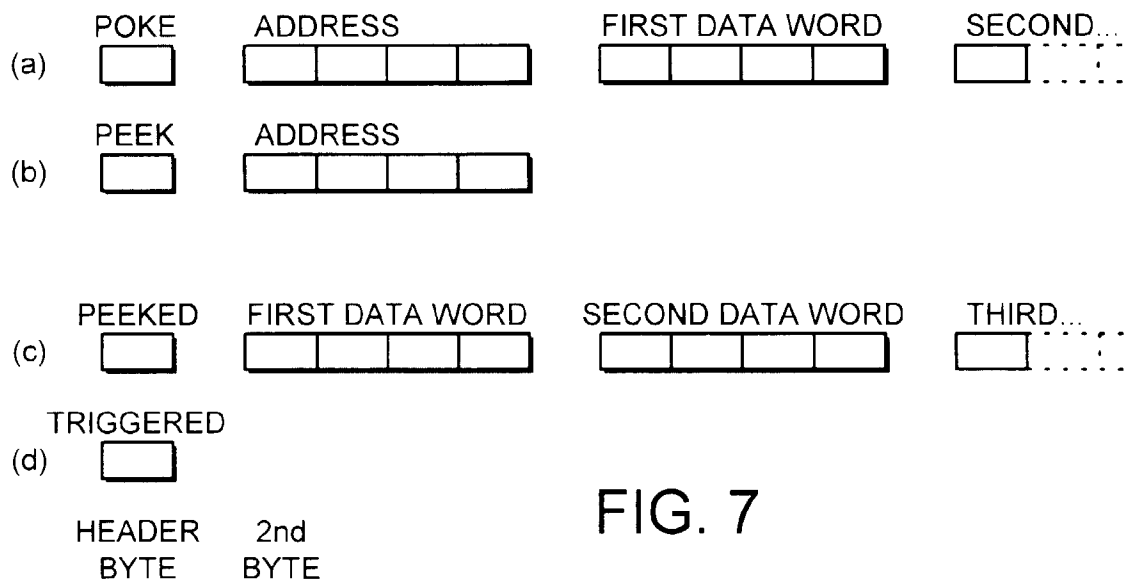 POKE ADDRESS FIRST DATA WORD SECOND...
(a)
PEEK ADDRESS
(b)
PEEKED FIRST DATA WORD SECOND DATA WORD THIRD...
(c)
TRIGGERED
(d)
FIG. 7
HEADER 2nd
BYTE BYTE